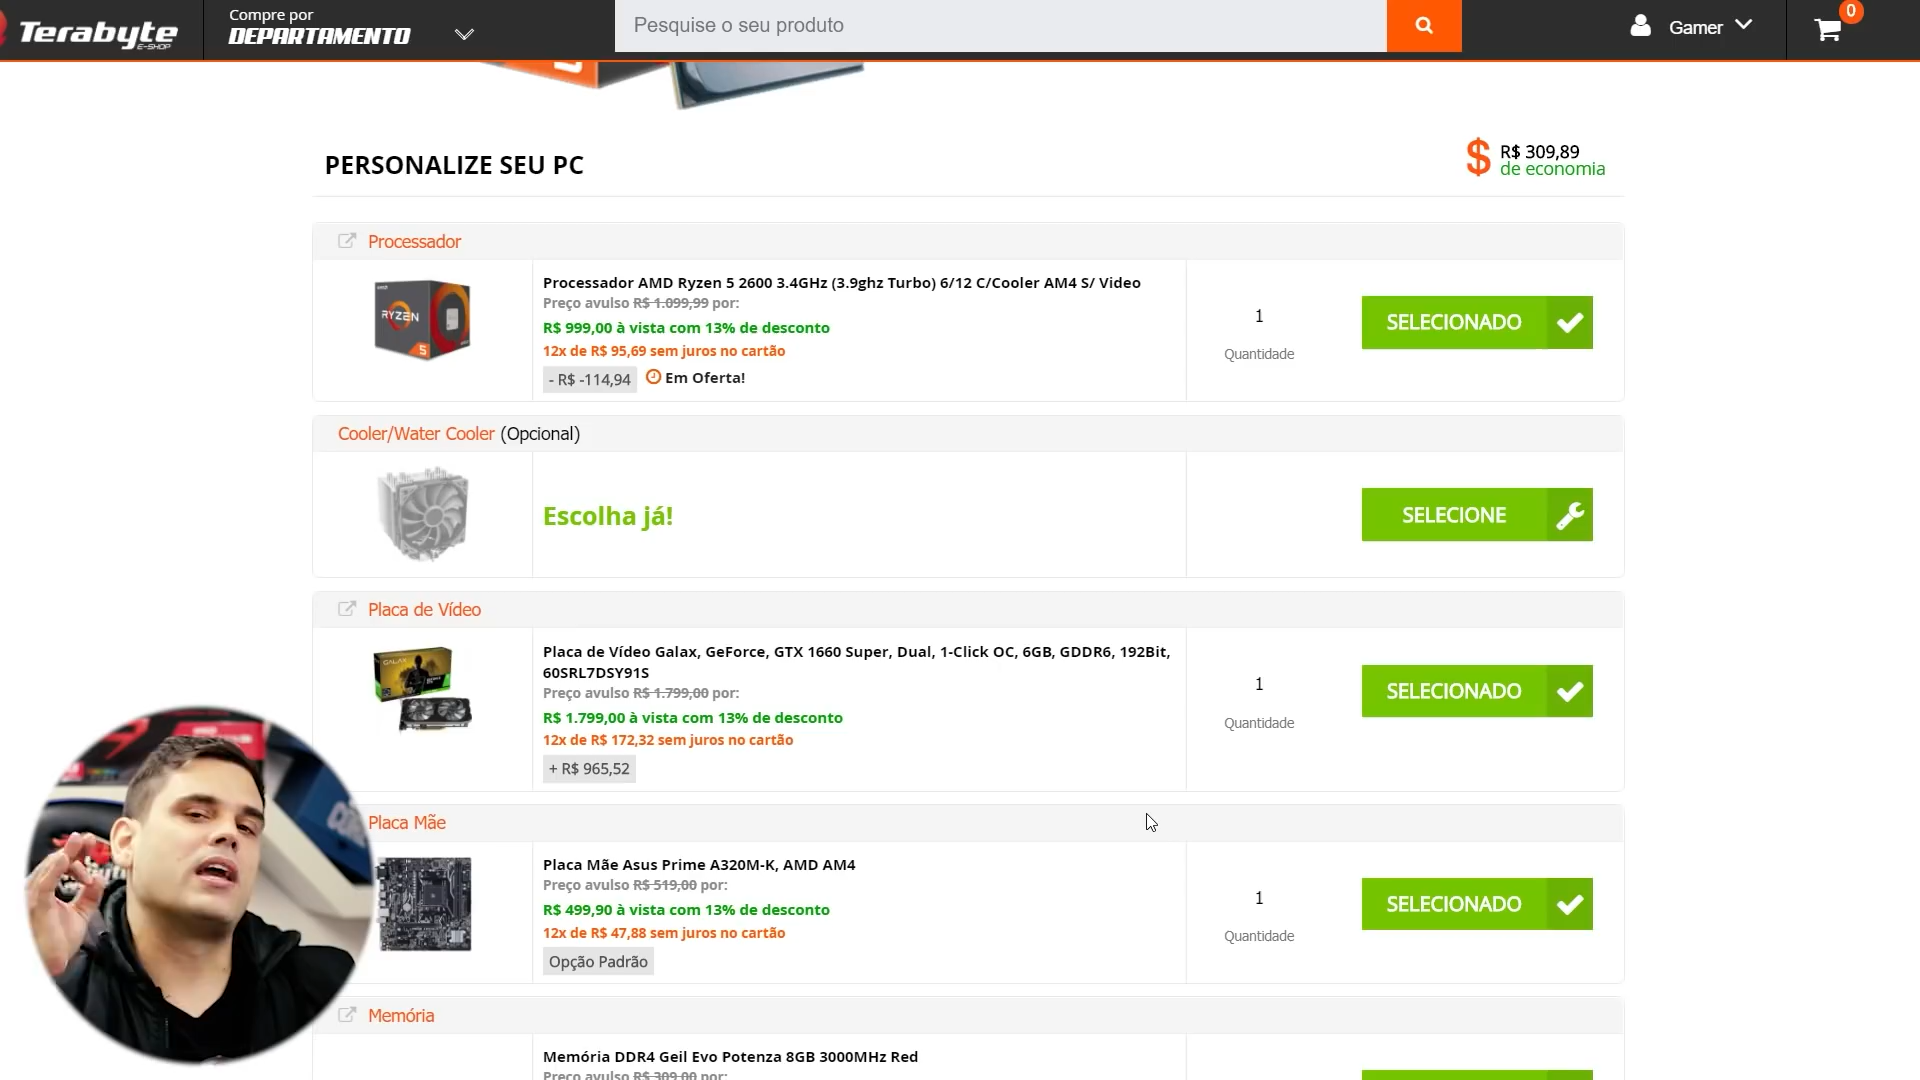 Terabyte
E-SHOP
Compre por
DEPARTAMENTO
Pesquise o seu produto
Gamer
0
PERSONALIZE SEU PC
$
R$ 309,89
de economia
Processador
RYZEN
5
Processador AMD Ryzen 5 2600 3.4GHz (3.9ghz Turbo) 6/12 C/Cooler AM4 S/ Video
Preço avulso R$ 1.099,99 por:
R$ 999,00 à vista com 13% de desconto
12x de R$ 95,69 sem juros no cartão
- R$ -114,94
Em Oferta!
1
Quantidade
SELECIONADO
Cooler/Water Cooler (Opcional)
Escolha já!
SELECIONE
Placa de Vídeo
GALAX
Placa de Vídeo Galax, GeForce, GTX 1660 Super, Dual, 1-Click OC, 6GB, GDDR6, 192Bit,
60SRL7DSY91S
Preço avulso R$ 1.799,00 por:
R$ 1.799,00 à vista com 13% de desconto
12x de R$ 172,32 sem juros no cartão
+ R$ 965,52
1
Quantidade
SELECIONADO
Placa Mãe
Placa Mãe Asus Prime A320M-K, AMD AM4
Preço avulso R$ 519,00 por:
R$ 499,90 à vista com 13% de desconto
12x de R$ 47,88 sem juros no cartão
Opção Padrão
1
Quantidade
SELECIONADO
Memória
Memória DDR4 Geil Evo Potenza 8GB 3000MHz Red
Preço avulso R$ 309,00 por: